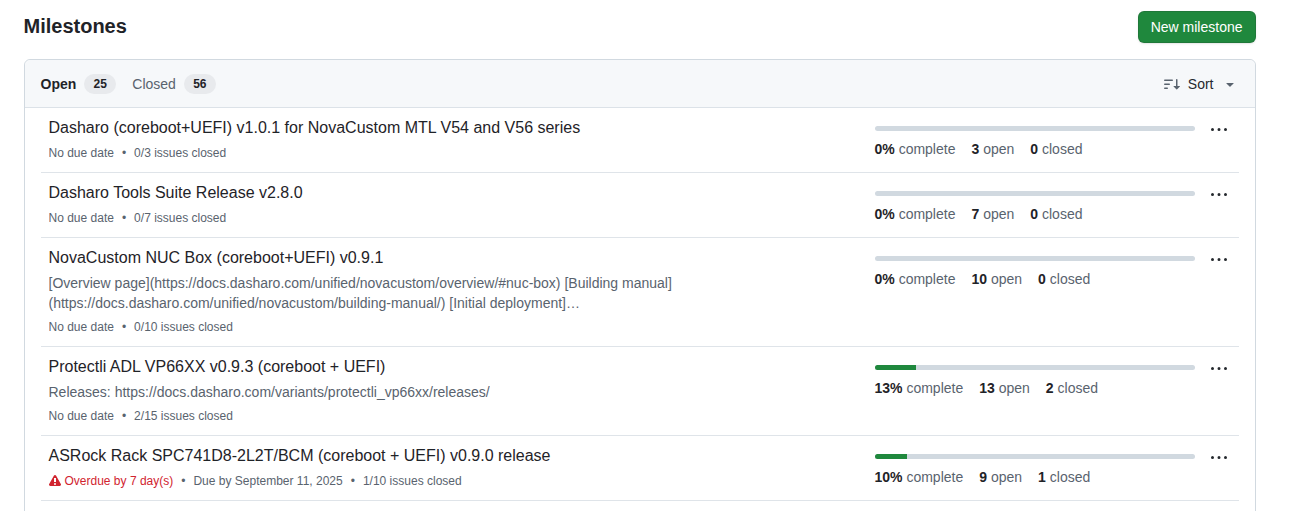 Milestones
New milestone
Open 25 Closed 56
Sort
Dasharo (coreboot+UEFI) v1.0.1 for NovaCustom MTL V54 and V56 series
No due date • 0/3 issues closed
0% complete 3 open 0 closed
Dasharo Tools Suite Release v2.8.0
No due date • 0/7 issues closed
0% complete 7 open 0 closed
NovaCustom NUC Box (coreboot+UEFI) v0.9.1
[Overview page](https://docs.dasharo.com/unified/novacustom/overview/#nuc-box) [Building manual]
(https://docs.dasharo.com/unified/novacustom/building-manual/) [Initial deployment]…
No due date • 0/10 issues closed
0% complete 10 open 0 closed
Protectli ADL VP66XX v0.9.3 (coreboot + UEFI)
Releases: https://docs.dasharo.com/variants/protectli_vp66xx/releases/
No due date • 2/15 issues closed
13% complete 13 open 2 closed
ASRock Rack SPC741D8-2L2T/BCM (coreboot + UEFI) v0.9.0 release
Overdue by 7 day(s) • Due by September 11, 2025 • 1/10 issues closed
10% complete 9 open 1 closed